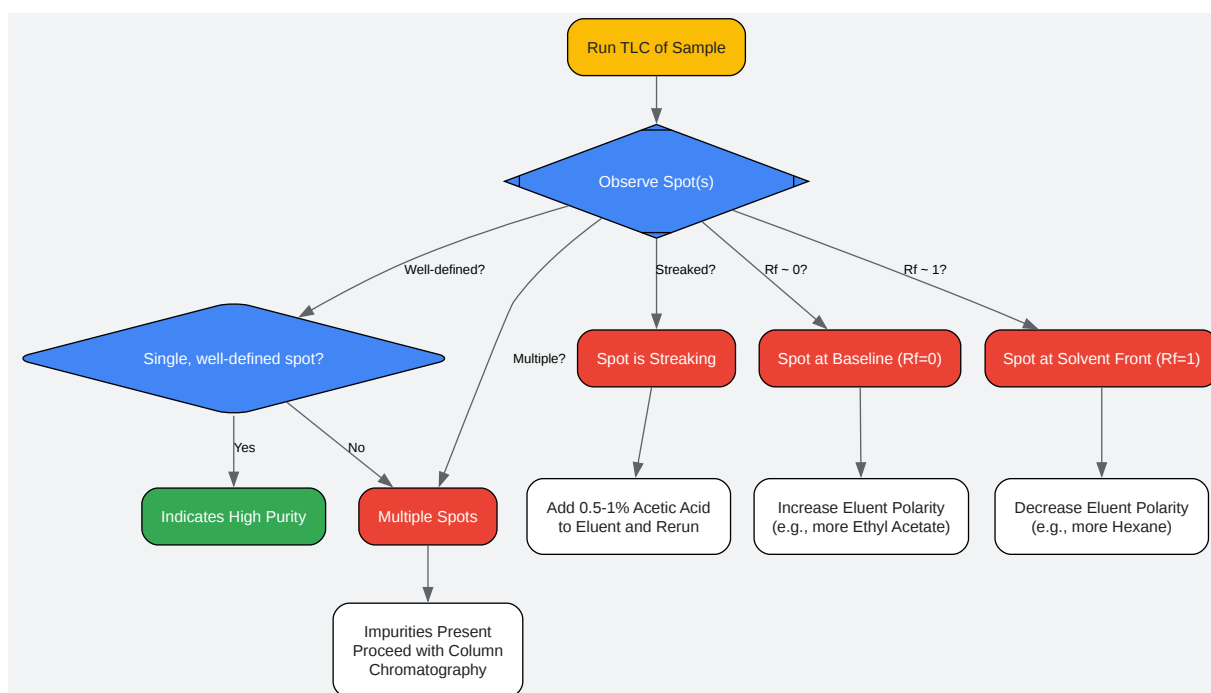 Run TLC of Sample
Observe Spot(s)
Well-defined?
Streaked?
Rf ~ 0?
Rf ~ 1?
Single, well-defined spot?
Multiple?
Spot is Streaking
Spot at Baseline (Rf=0)
Spot at Solvent Front (Rf=1)
Yes
No
Indicates High Purity
Multiple Spots
Add 0.5-1% Acetic Acid
to Eluent and Rerun
Increase Eluent Polarity
(e.g., more Ethyl Acetate)
Decrease Eluent Polarity
(e.g., more Hexane)
Impurities Present
Proceed with Column
Chromatography